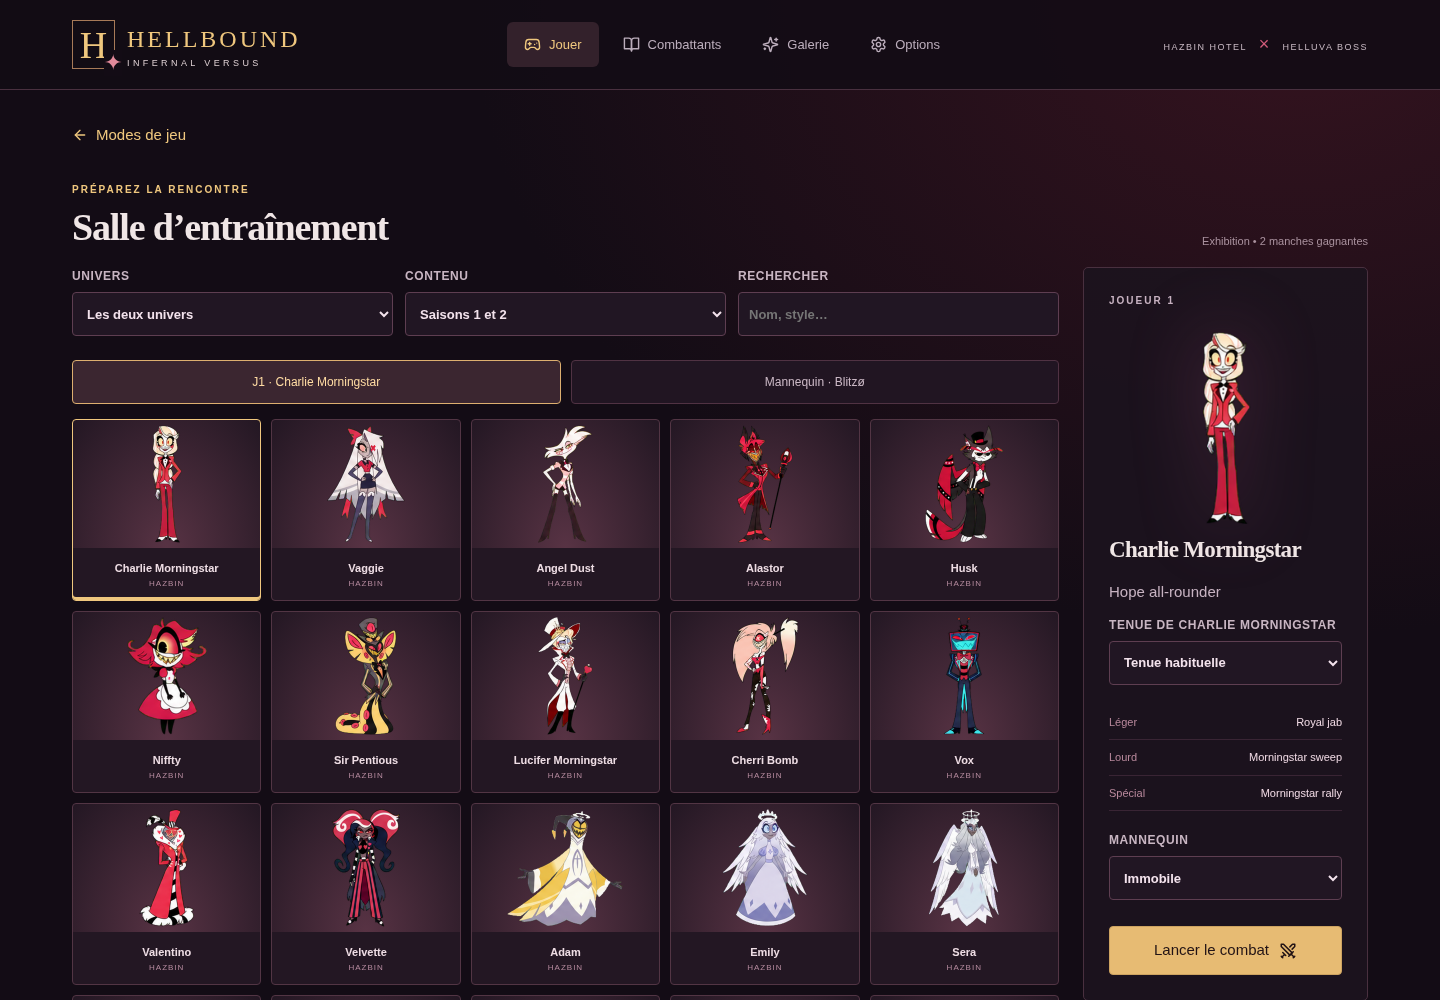 H
HELLBOUND
INFERNAL VERSUS
Jouer
Combattants
Galerie
Options
HAZBIN HOTEL × HELLUVA BOSS
Modes de jeu
PRÉPAREZ LA RENCONTRE
Salle d’entraînement
Exhibition • 2 manches gagnantes
UNIVERS
CONTENU
RECHERCHER
Les deux univers
Saisons 1 et 2
Nom, style…
J1 · Charlie Morningstar
Mannequin · Blitzø
Charlie Morningstar
HAZBIN
Vaggie
HAZBIN
Angel Dust
HAZBIN
Alastor
HAZBIN
Husk
HAZBIN
Niffty
HAZBIN
Sir Pentious
HAZBIN
Lucifer Morningstar
HAZBIN
Cherri Bomb
HAZBIN
Vox
HAZBIN
Valentino
HAZBIN
Velvette
HAZBIN
Adam
HAZBIN
Emily
HAZBIN
Sera
HAZBIN
JOUEUR 1
Charlie Morningstar
Hope all-rounder
TENUE DE CHARLIE MORNINGSTAR
Tenue habituelle
Léger Royal jab
Lourd Morningstar sweep
Spécial Morningstar rally
MANNEQUIN
Immobile
Lancer le combat